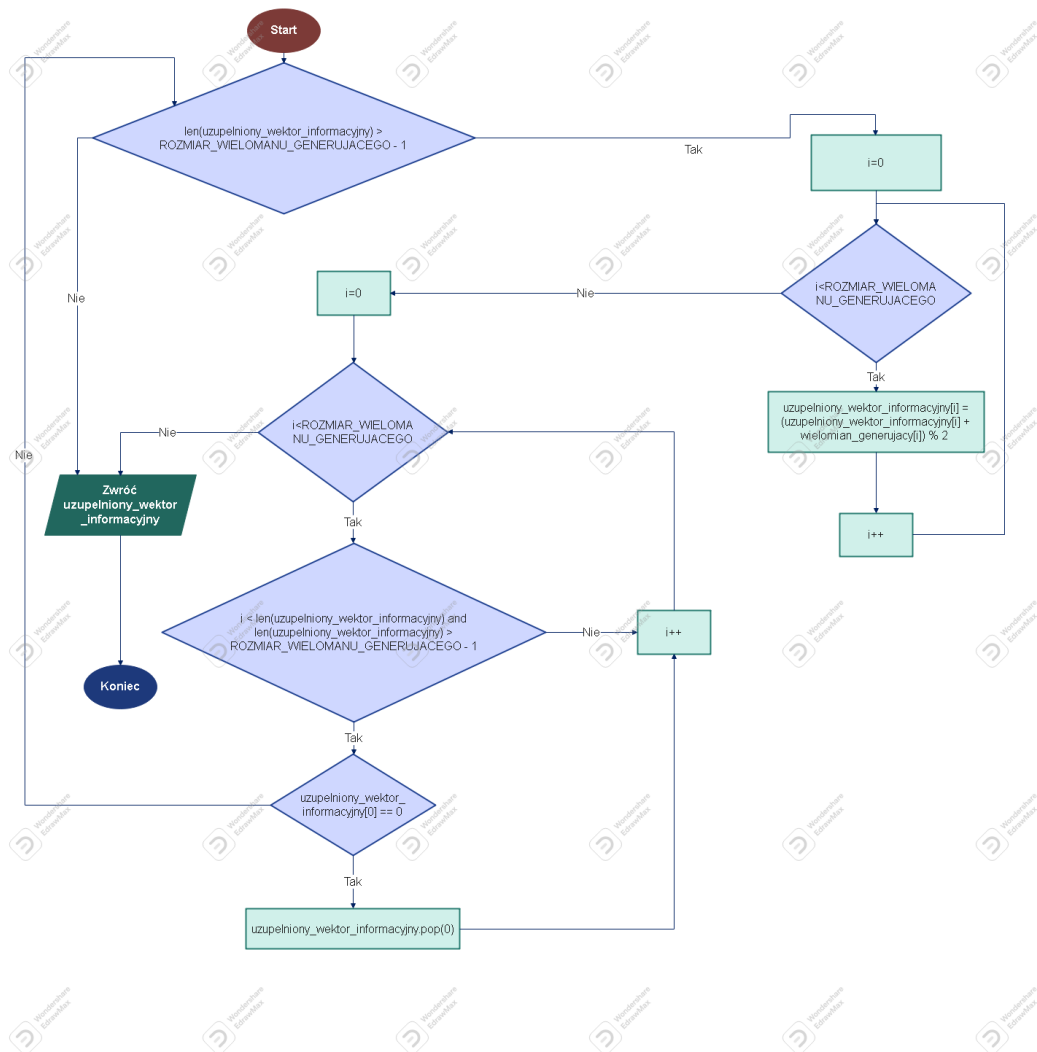 Start
len(uzupelniony_wektor_informacyjny) >
ROZMIAR_WIELOMANU_GENERUJACEGO - 1
Tak
i=0
Nie
i<ROZMIAR_WIELOMA
NU_GENERUJACEGO
Nie
i=0
Tak
uzupelniony_wektor_informacyjny[i] =
(uzupelniony_wektor_informacyjny[i] +
wielomian_generujacy[i]) % 2
i++
i<ROZMIAR_WIELOMA
NU_GENERUJACEGO
Nie
Zwróć
uzupelniony_wektor
_informacyjny
Koniec
Tak
i < len(uzupelniony_wektor_informacyjny) and
len(uzupelniony_wektor_informacyjny) >
ROZMIAR_WIELOMANU_GENERUJACEGO - 1
Nie
i++
Tak
uzupelniony_wektor_
informacyjny[0] == 0
Nie
Tak
uzupelniony_wektor_informacyjny.pop(0)
Wondershare
EdrawMax